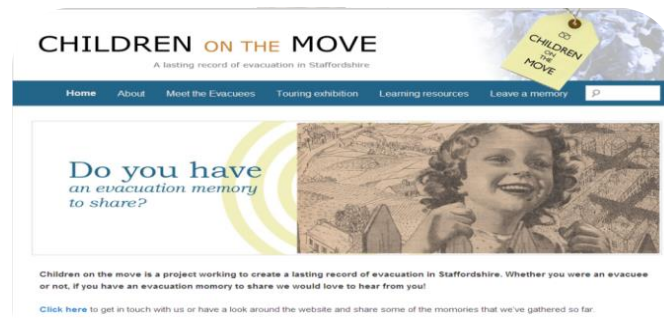 CHILDREN ON THE MOVE
A lasting record of evacuation in Staffordshire
CHILDREN
ON
THE
MOVE
Home About Meet the Evacuees Touring exhibition Learning resources Leave a memory
Do you have
an evacuation memory
to share?
Children on the move is a project working to create a lasting record of evacuation in Staffordshire. Whether you were an evacuee
or not, if you have an evacuation momory to share we would love to hear from you!
Click here to get in touch with us or have a look around the website and share some of the momories that we've gathered so far.